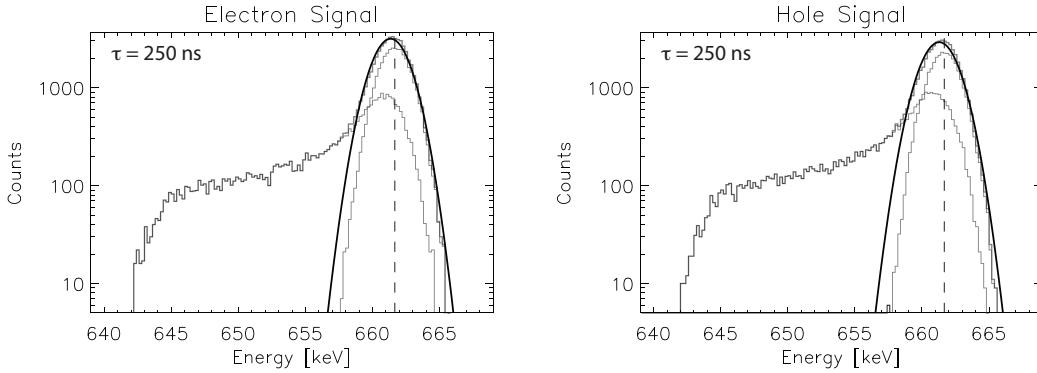 Electron Signal
τ = 250 ns
1000
100
10
Counts
640 645 650 655 660 665
Energy [keV]
Hole Signal
τ = 250 ns
1000
100
10
Counts
640 645 650 655 660 665
Energy [keV]